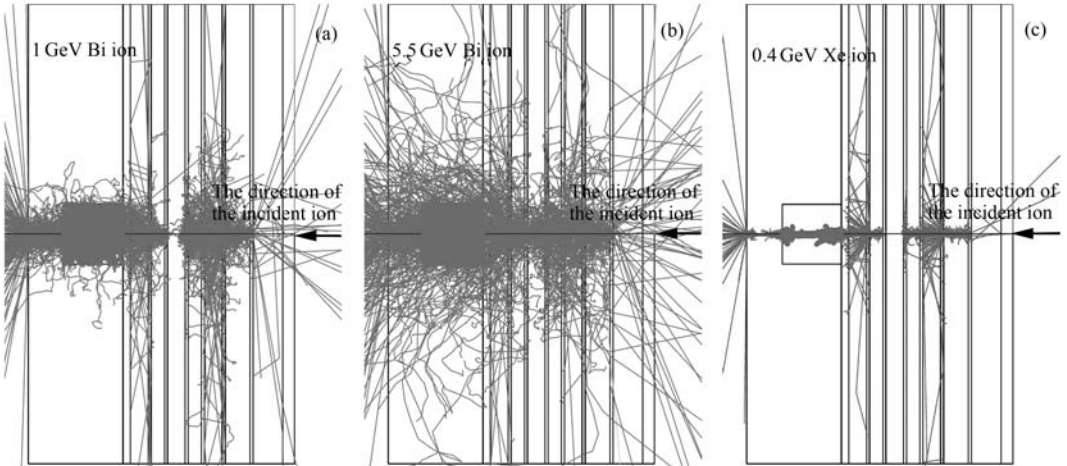 (a)
1 GeV Bi ion
The direction of
the incident ion
(b)
5.5 GeV Bi ion
The direction of
the incident ion
(c)
0.4 GeV Xe ion
The direction of
the incident ion